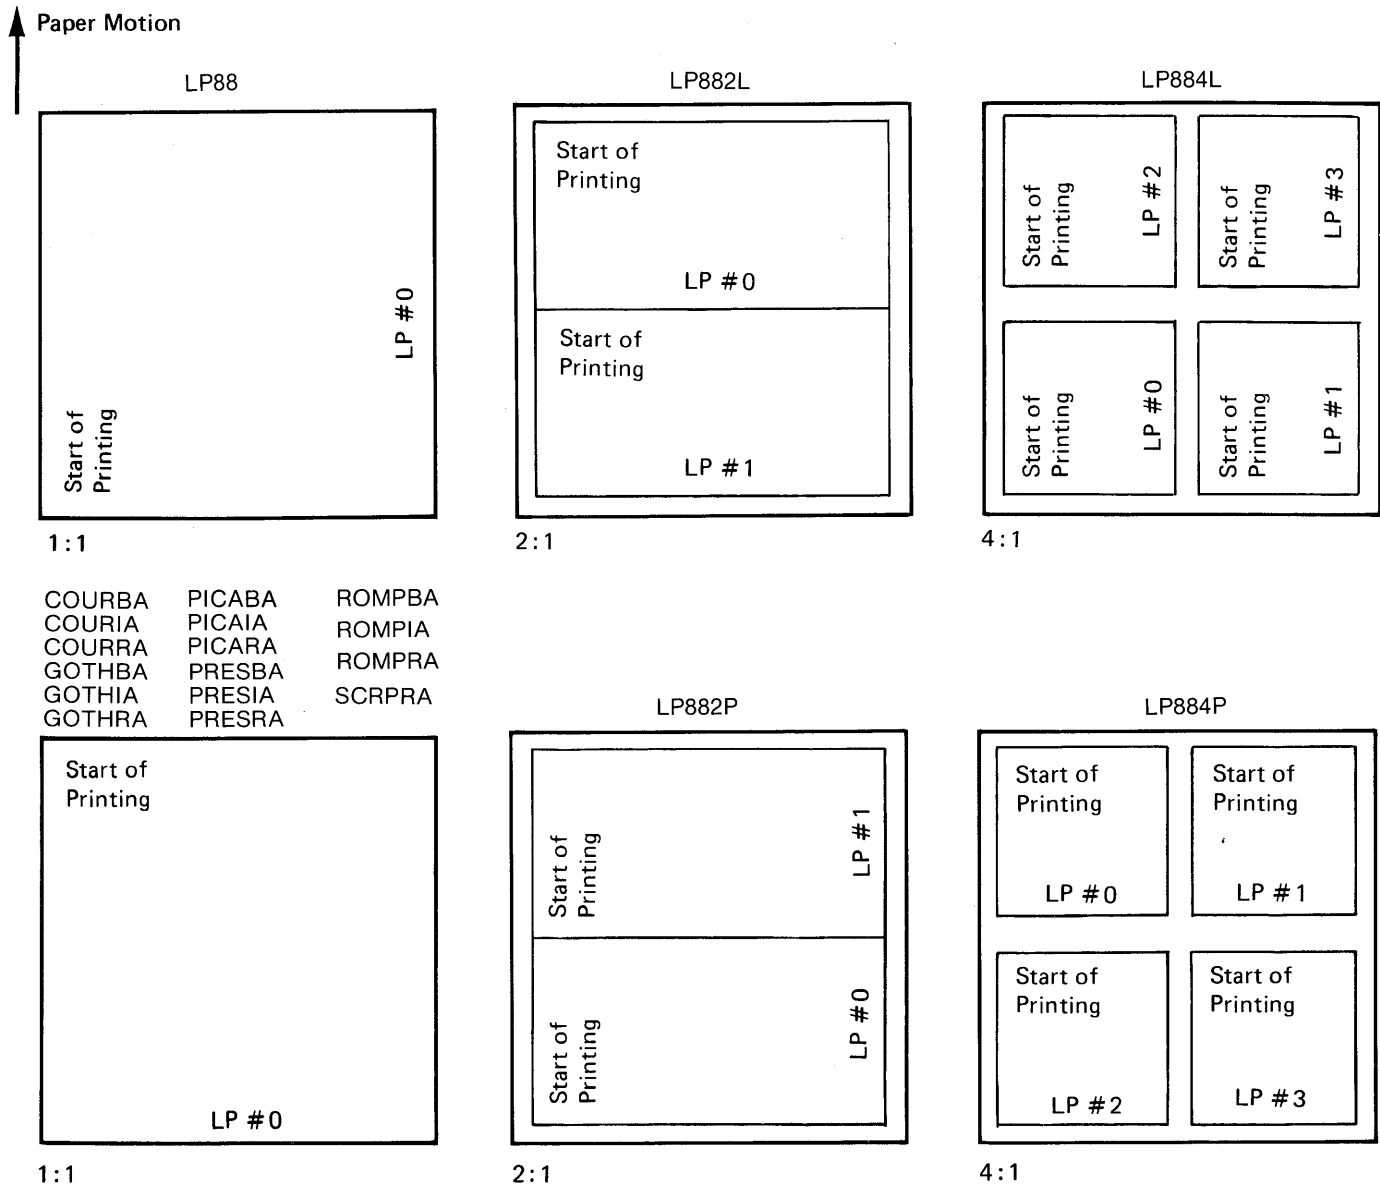 Paper Motion
LP88
Start of
Printing
LP #0
1:1
LP882L
Start of
Printing
LP #0
Start of
Printing
LP #1
2:1
LP884L
Start of
Printing
LP #2
Start of
Printing
LP #3
Start of
Printing
LP #0
Start of
Printing
LP #1
4:1
COURBA PICABA ROMPBA
COURIA PICAIA ROMPIA
COURRA PICARA ROMPRA
GOTHBA PRESBA
GOTHIA PRESIA SCRPRA
GOTHRA PRESRA
Start of
Printing
LP #0
1:1
LP882P
Start of
Printing
LP #1
Start of
Printing
LP #0
2:1
LP884P
Start of
Printing
LP #0
Start of
Printing
LP #1
Start of
Printing
LP #2
Start of
Printing
LP #3
4:1